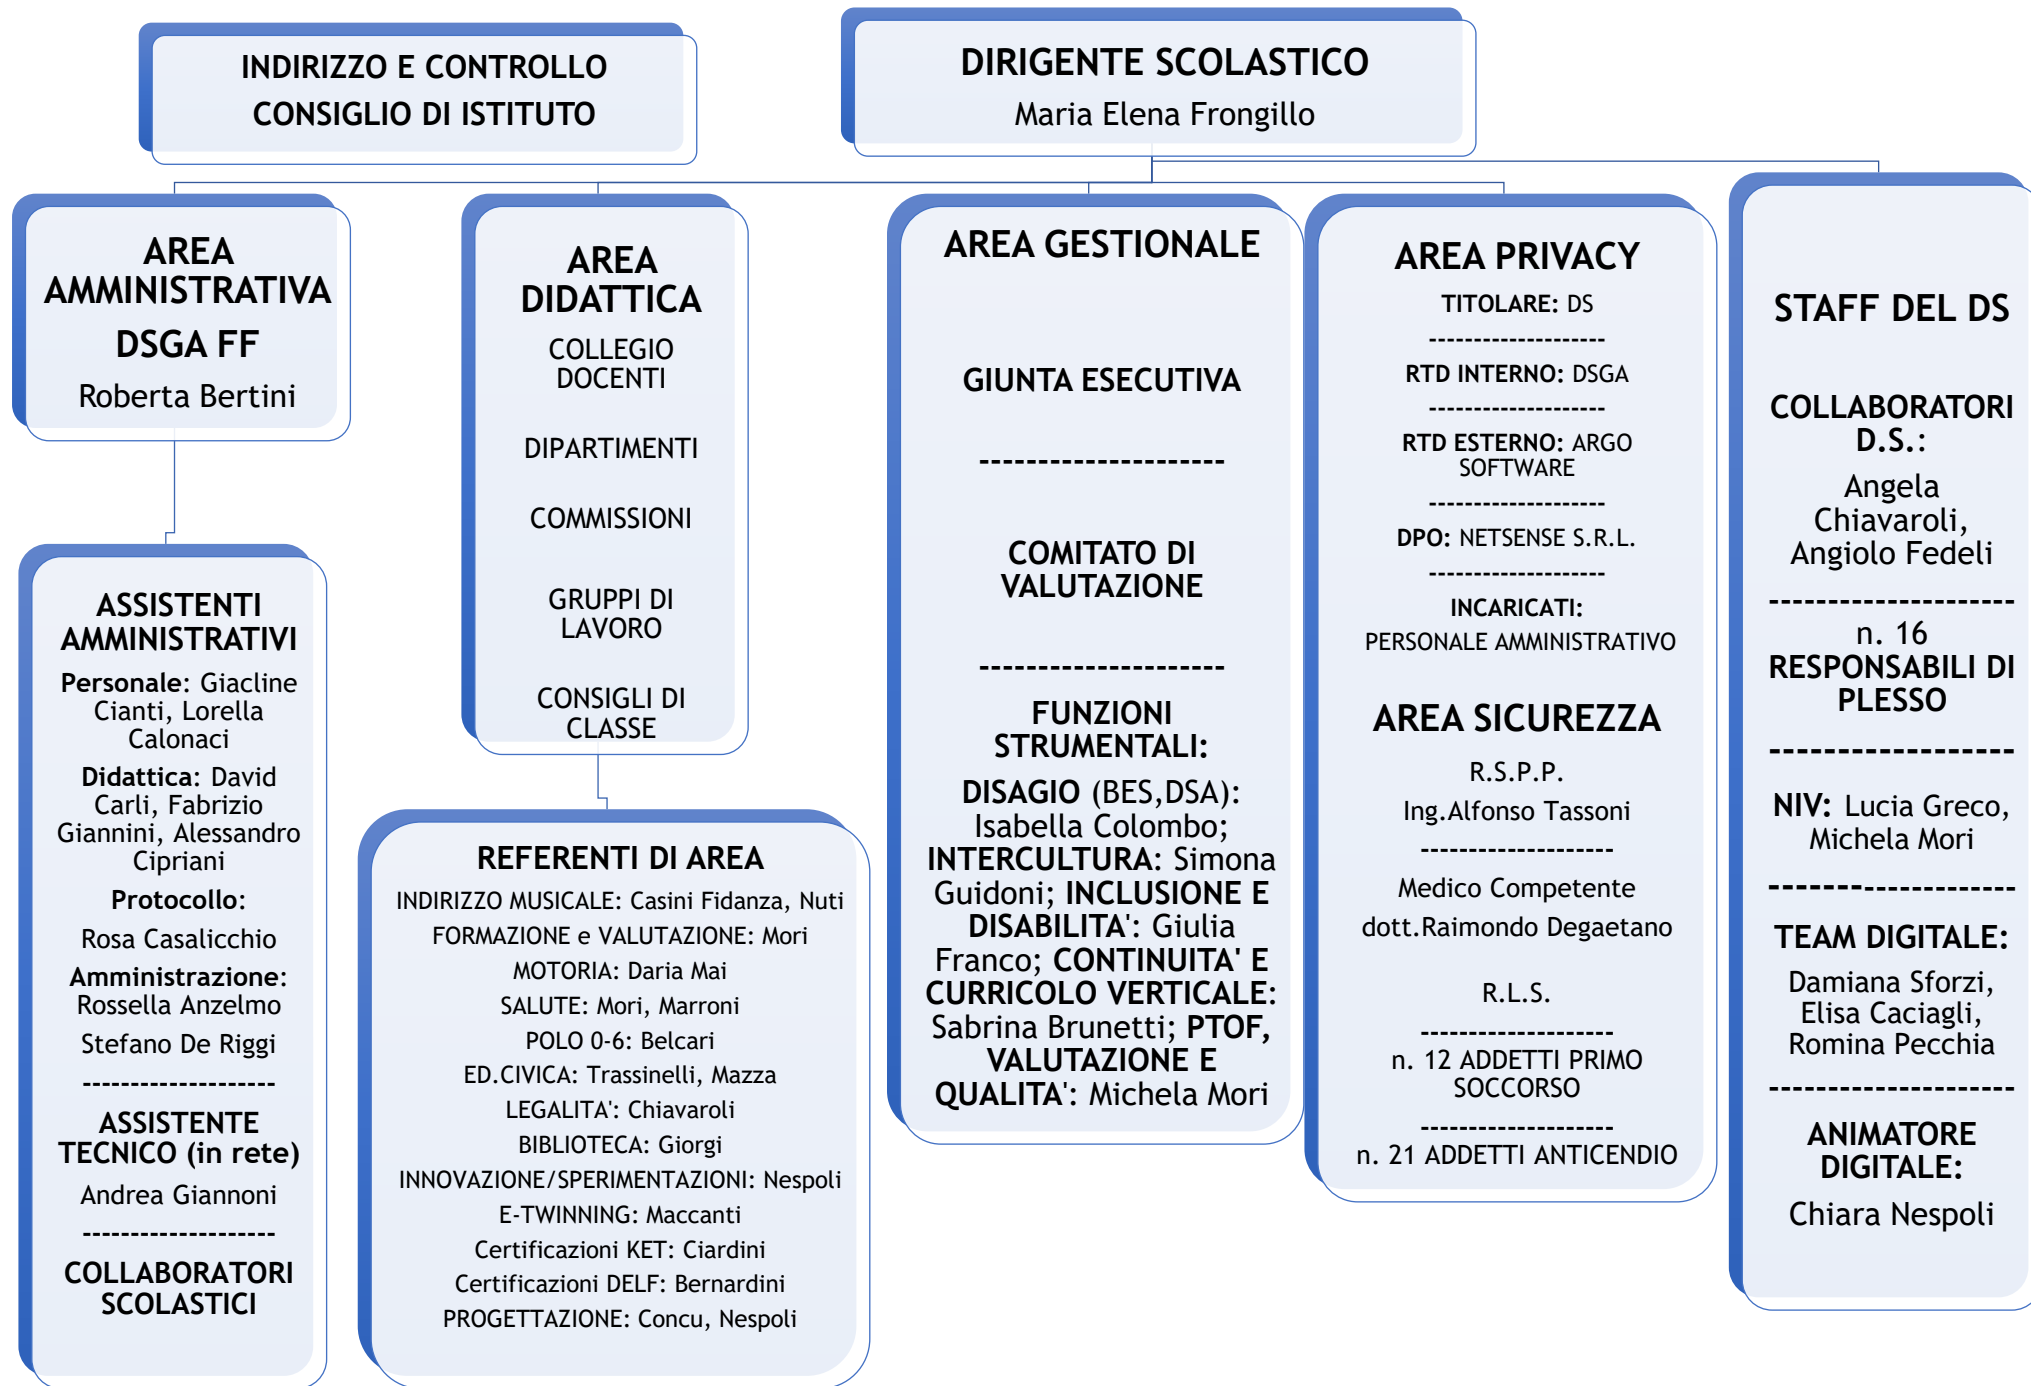 INDIRIZZO E CONTROLLO
CONSIGLIO DI ISTITUTO
DIRIGENTE SCOLASTICO
Maria Elena Frongillo
AREA
AMMINISTRATIVA
DSGA FF
Roberta Bertini
ASSISTENTI
AMMINISTRATIVI
Personale: Giacline
Cianti, Lorella
Calonaci
Didattica: David
Carli, Fabrizio
Giannini, Alessandro
Cipriani
Protocollo:
Rosa Casalicchio
Amministrazione:
Rossella Anzelmo
Stefano De Riggi
--------------------
ASSISTENTE
TECNICO (in rete)
Andrea Giannoni
--------------------
COLLABORATORI
SCOLASTICI
AREA
DIDATTICA
COLLEGIO
DOCENTI
DIPARTIMENTI
COMMISSIONI
GRUPPI DI
LAVORO
CONSIGLI DI
CLASSE
REFERENTI DI AREA
INDIRIZZO MUSICALE: Casini Fidanza, Nuti
FORMAZIONE e VALUTAZIONE: Mori
MOTORIA: Daria Mai
SALUTE: Mori, Marroni
POLO 0-6: Belcari
ED.CIVICA: Trassinelli, Mazza
LEGALITA': Chiavaroli
BIBLIOTECA: Giorgi
INNOVAZIONE/SPERIMENTAZIONI: Nespoli
E-TWINNING: Maccanti
Certificazioni KET: Ciardini
Certificazioni DELF: Bernardini
PROGETTAZIONE: Concu, Nespoli
AREA GESTIONALE
GIUNTA ESECUTIVA
---------------------
COMITATO DI
VALUTAZIONE
---------------------
FUNZIONI
STRUMENTALI:
DISAGIO (BES,DSA):
Isabella Colombo;
INTERCULTURA: Simona
Guidoni; INCLUSIONE E
DISABILITA': Giulia
Franco; CONTINUITA' E
CURRICOLO VERTICALE:
Sabrina Brunetti; PTOF,
VALUTAZIONE E
QUALITA': Michela Mori
AREA PRIVACY
TITOLARE: DS
--------------------
RTD INTERNO: DSGA
--------------------
RTD ESTERNO: ARGO
SOFTWARE
--------------------
DPO: NETSENSE S.R.L.
--------------------
INCARICATI:
PERSONALE AMMINISTRATIVO
AREA SICUREZZA
R.S.P.P.
Ing.Alfonso Tassoni
--------------------
Medico Competente
dott.Raimondo Degaetano
R.L.S.
--------------------
n. 12 ADDETTI PRIMO
SOCCORSO
--------------------
n. 21 ADDETTI ANTICENDIO
STAFF DEL DS
COLLABORATORI
D.S.:
Angela
Chiavaroli,
Angiolo Fedeli
---------------------
n. 16
RESPONSABILI DI
PLESSO
------------------
NIV: Lucia Greco,
Michela Mori
--------------------
TEAM DIGITALE:
Damiana Sforzi,
Elisa Caciagli,
Romina Pecchia
---------------------
ANIMATORE
DIGITALE:
Chiara Nespoli